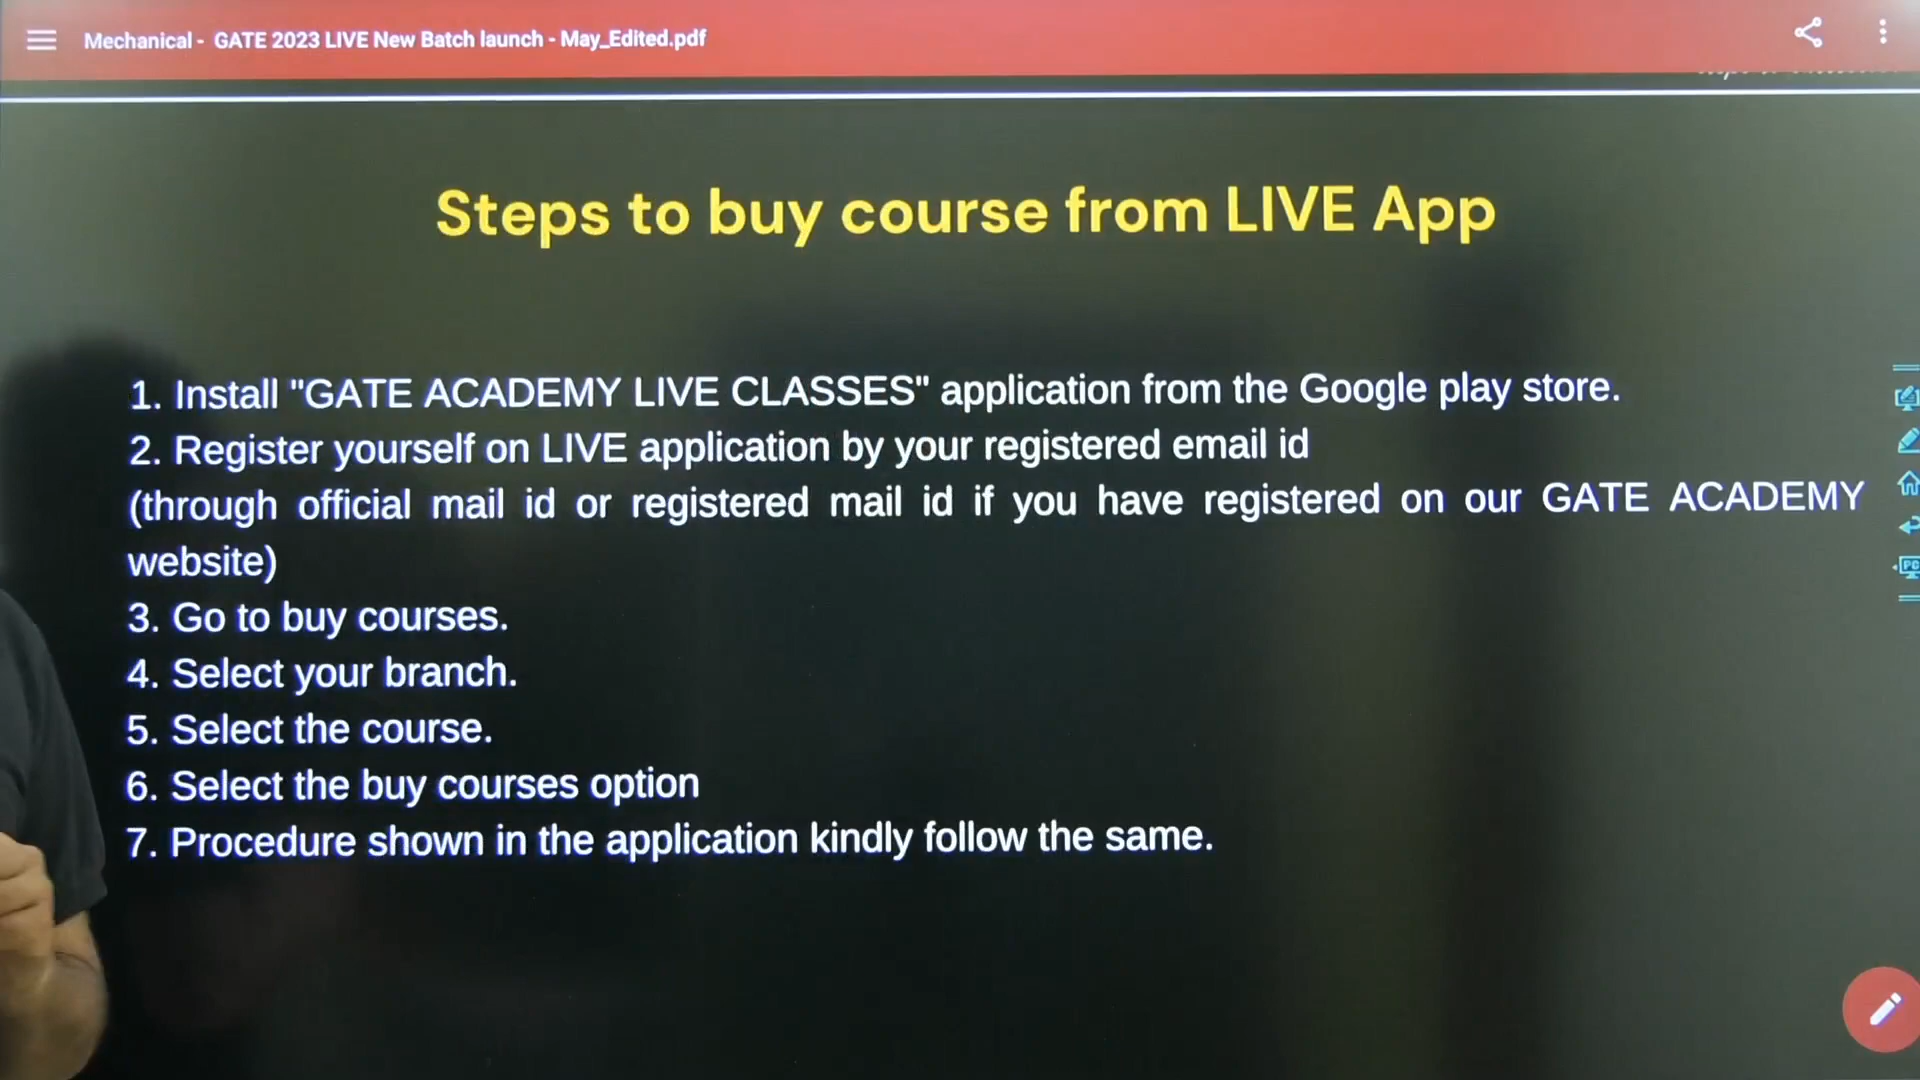 Mechanical - GATE 2023 LIVE New Batch launch - May_Edited.pdf
Steps to buy course from LIVE App
1. Install "GATE ACADEMY LIVE CLASSES" application from the Google play store.
2. Register yourself on LIVE application by your registered email id
(through official mail id or registered mail id if you have registered on our GATE ACADEMY
website)
3. Go to buy courses.
4. Select your branch.
5. Select the course.
6. Select the buy courses option
7. Procedure shown in the application kindly follow the same.
PC